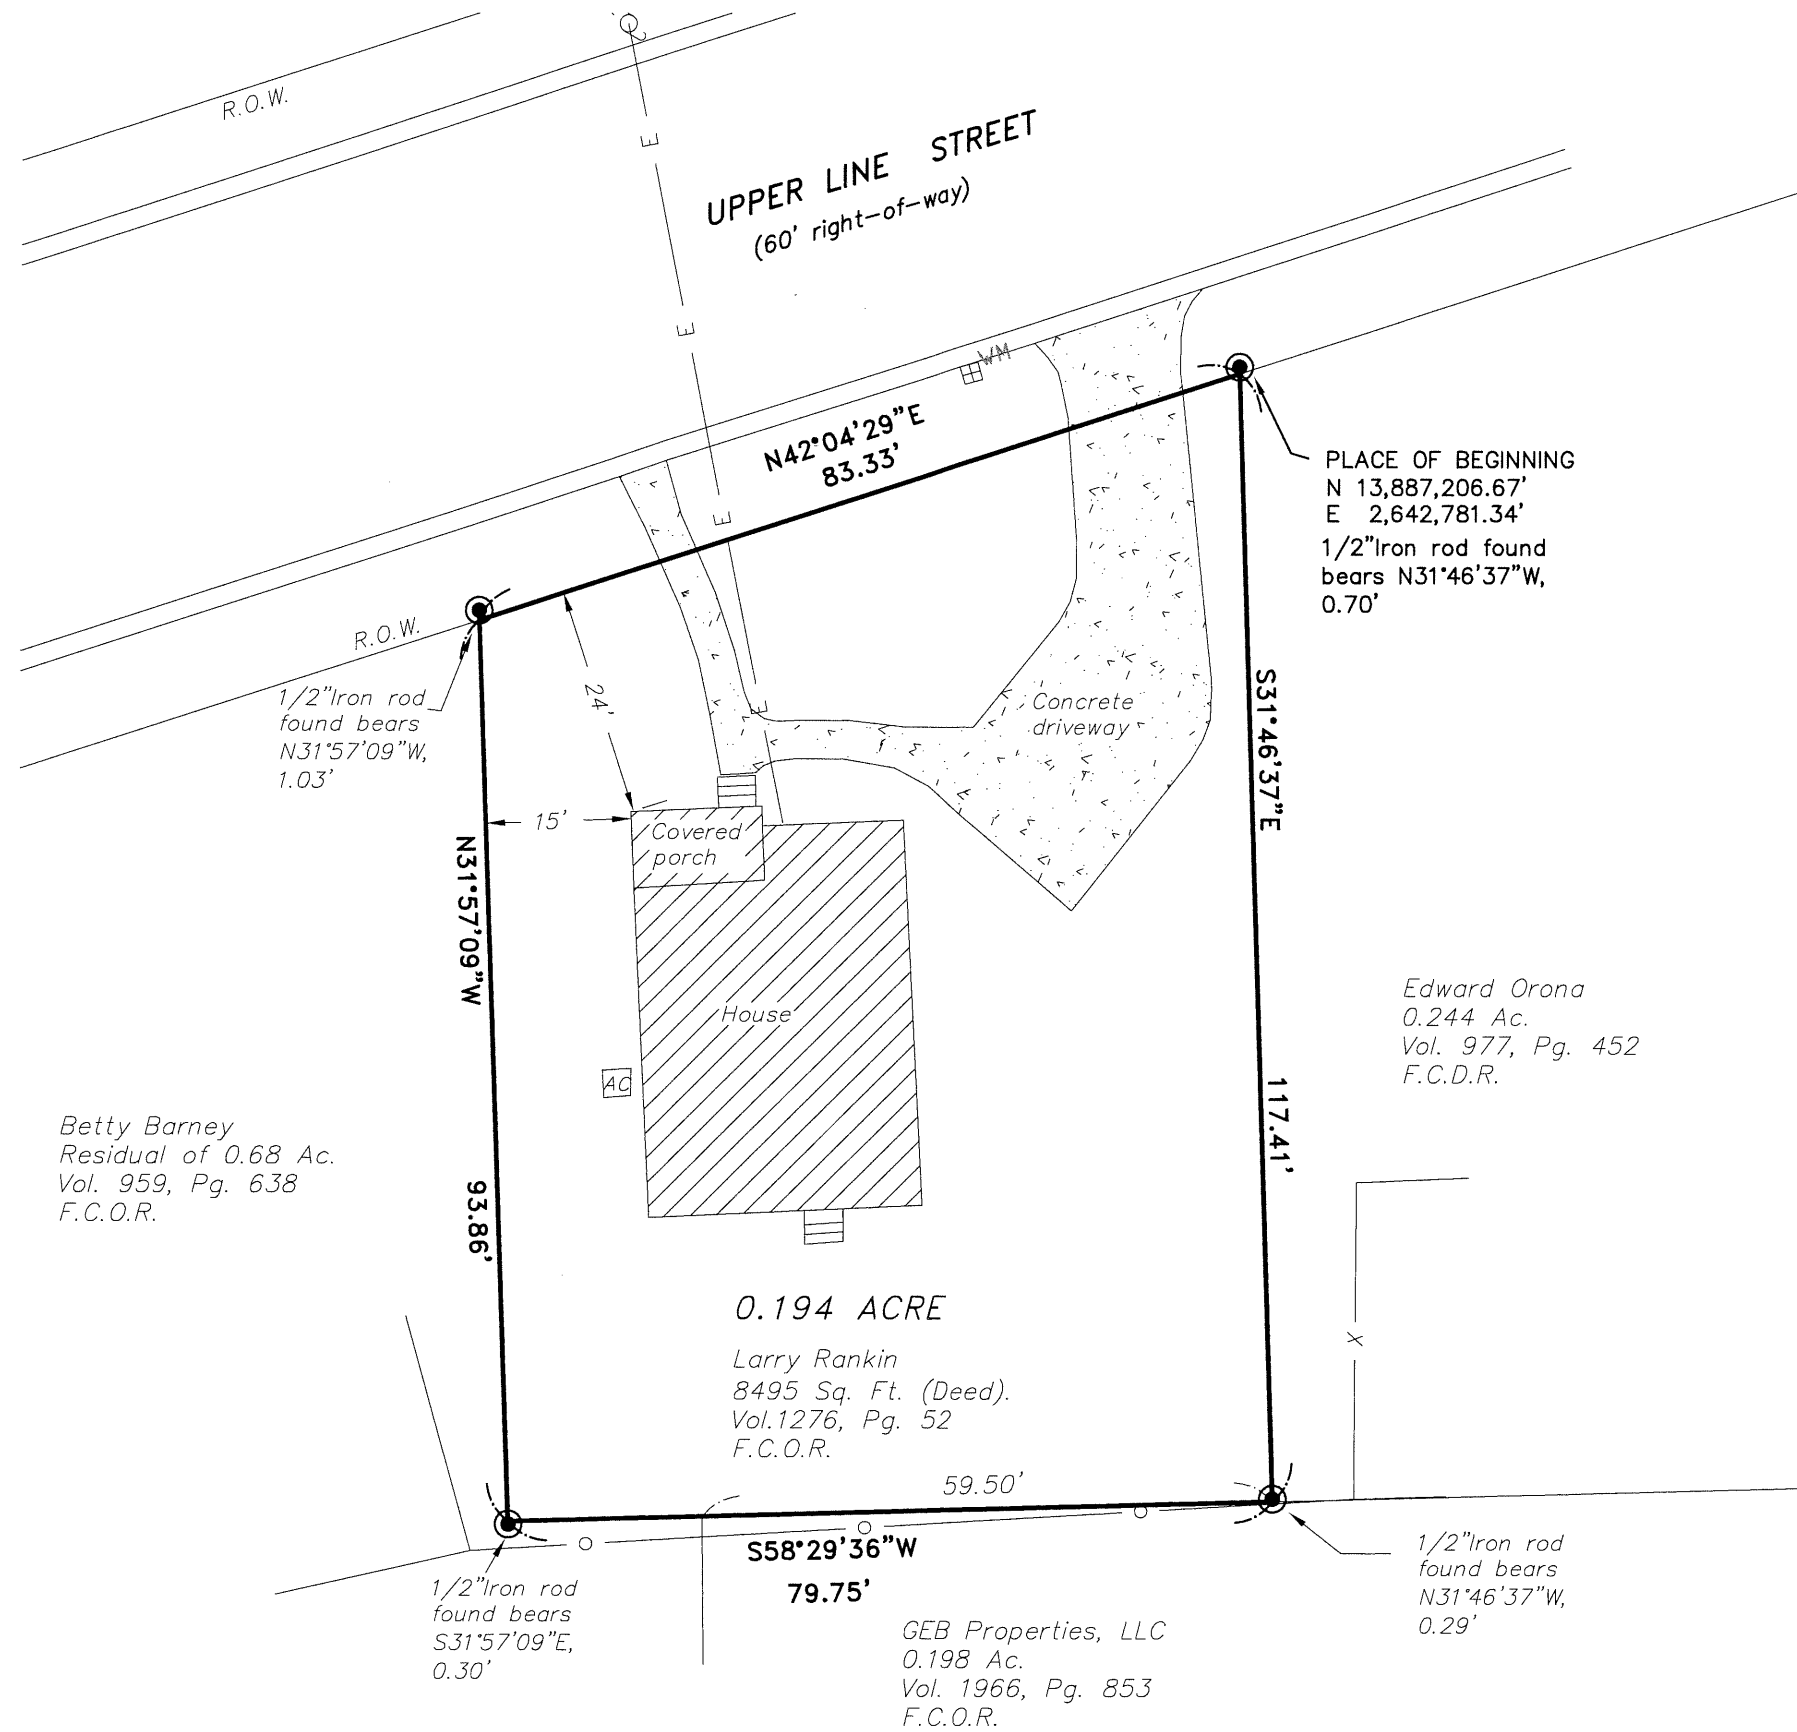 R.O.W.
E
UPPER LINE STREET
(60' right-of-way)
E
WM
N42°04'29"E
83.33'
E
PLACE OF BEGINNING
N 13,887,206.67'
E 2,642,781.34'
1/2"Iron rod found
bears N31°46'37"W,
0.70'
R.O.W.
1/2"Iron rod
found bears
N31°57'09"W,
1.03'
24'
E
Concrete
driveway
S31°46'37"E
117.41'
15'
Covered
porch
N31°57'09"W
93.86'
House
AC
Edward Orona
0.244 Ac.
Vol. 977, Pg. 452
F.C.D.R.
Betty Barney
Residual of 0.68 Ac.
Vol. 959, Pg. 638
F.C.O.R.
0.194 ACRE
Larry Rankin
8495 Sq. Ft. (Deed).
Vol.1276, Pg. 52
F.C.O.R.
X
59.50'
S58°29'36"W
79.75'
1/2"Iron rod
found bears
S31°57'09"E,
0.30'
1/2"Iron rod
found bears
N31°46'37"W,
0.29'
GEB Properties, LLC
0.198 Ac.
Vol. 1966, Pg. 853
F.C.O.R.